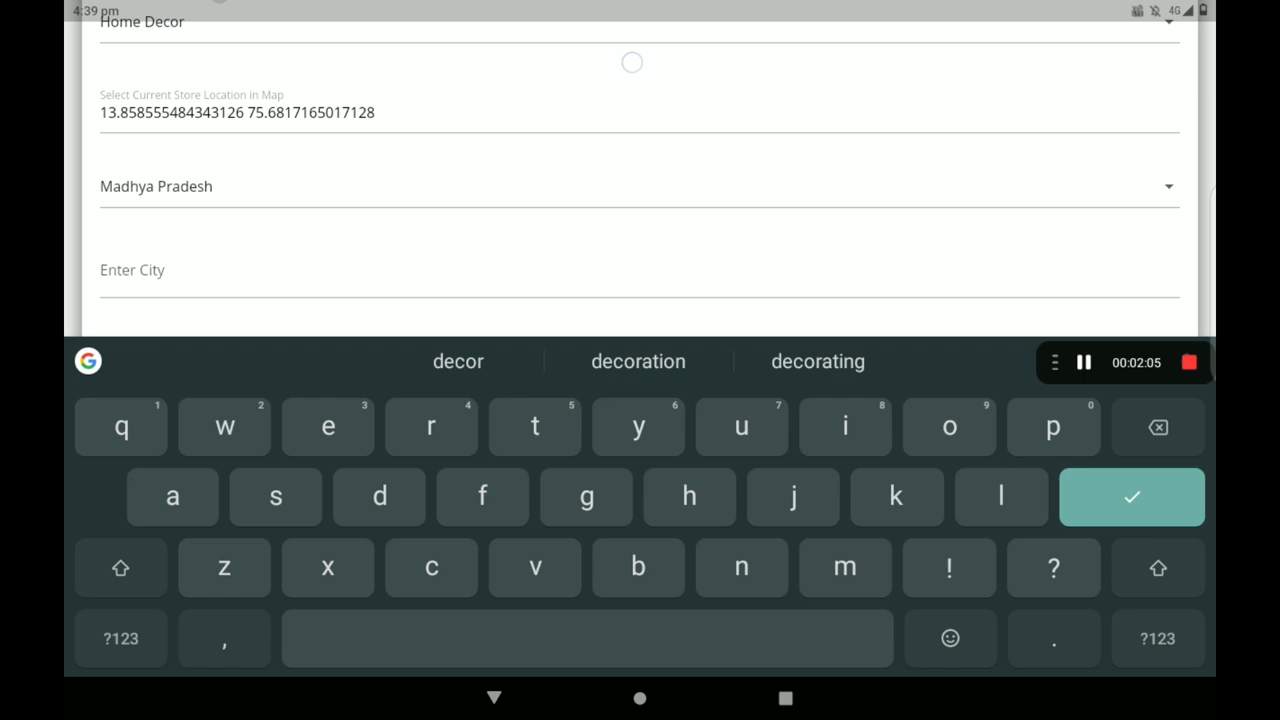 4:39 pm
4G
Home Decor
Select Current Store Location in Map
13.858555484343126 75.6817165017128
Madhya Pradesh
Enter City
decor decoration decorating
00:02:05
q 1 w 2 e 3 r 4 t 5 y 6 u 7 i 8 o 9 p 0
a s d f g h j k l
z x c v b n m ! ?
?123 , . ?123